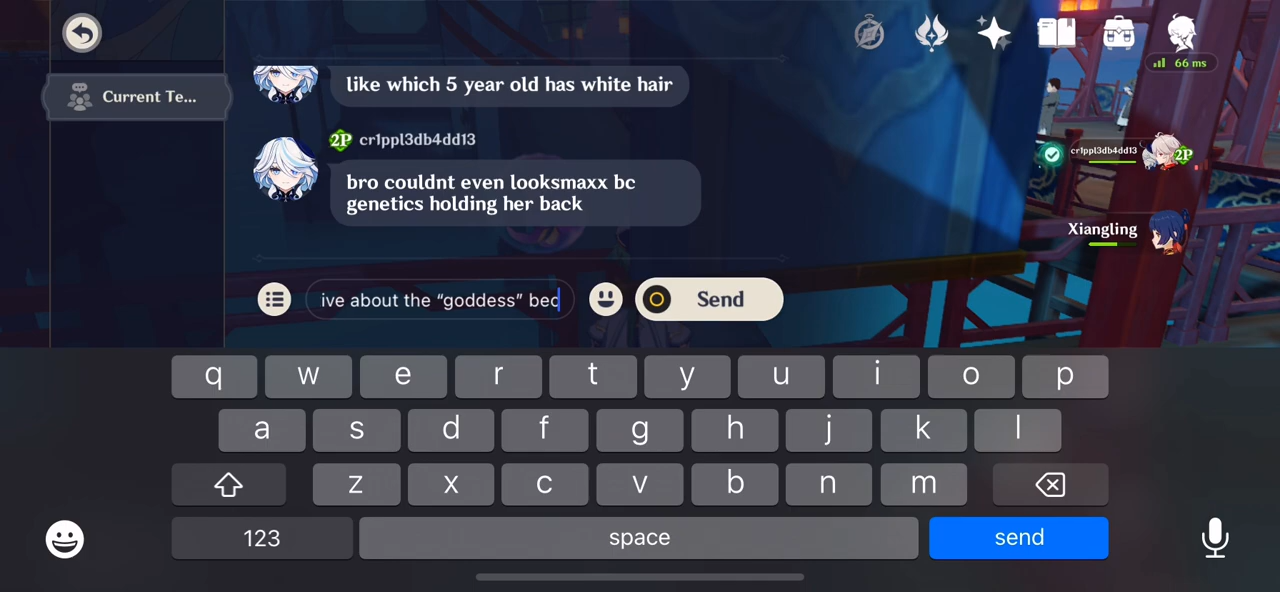 66 ms
Current Te...
like which 5 year old has white hair
2P cr1ppl3db4dd13
bro couldnt even looksmaxx bc
genetics holding her back
cr1ppl3db4dd13 2P
Xiangling
ive about the “goddess” bec
Send
q w e r t y u i o p
a s d f g h j k l
z x c v b n m
123 space send